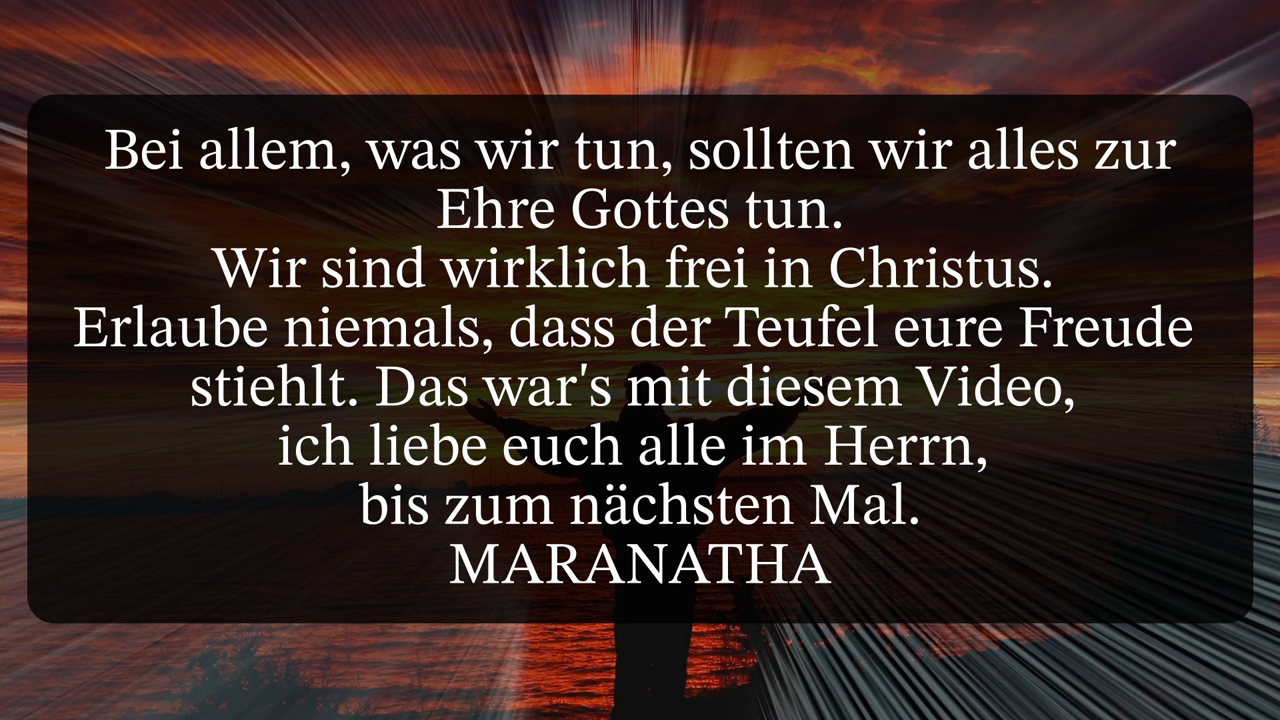 Bei allem, was wir tun, sollten wir alles zur
Ehre Gottes tun.
Wir sind wirklich frei in Christus.
Erlaube niemals, dass der Teufel eure Freude
stiehlt. Das war's mit diesem Video,
ich liebe euch alle im Herrn,
bis zum nächsten Mal.
MARANATHA